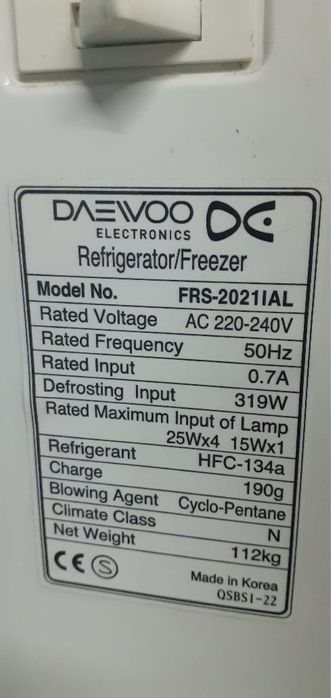 DAEWOO
ELECTRONICS
Refrigerator/Freezer
Model No. FRS-2021IAL
Rated Voltage AC 220-240V
Rated Frequency 50Hz
Rated Input 0.7A
Defrosting Input 319W
Rated Maximum Input of Lamp
25Wx4 15Wx1
Refrigerant HFC-134a
Charge 190g
Blowing Agent Cyclo-Pentane
Climate Class N
Net Weight 112kg
CE S
Made in Korea
QSBS1-22